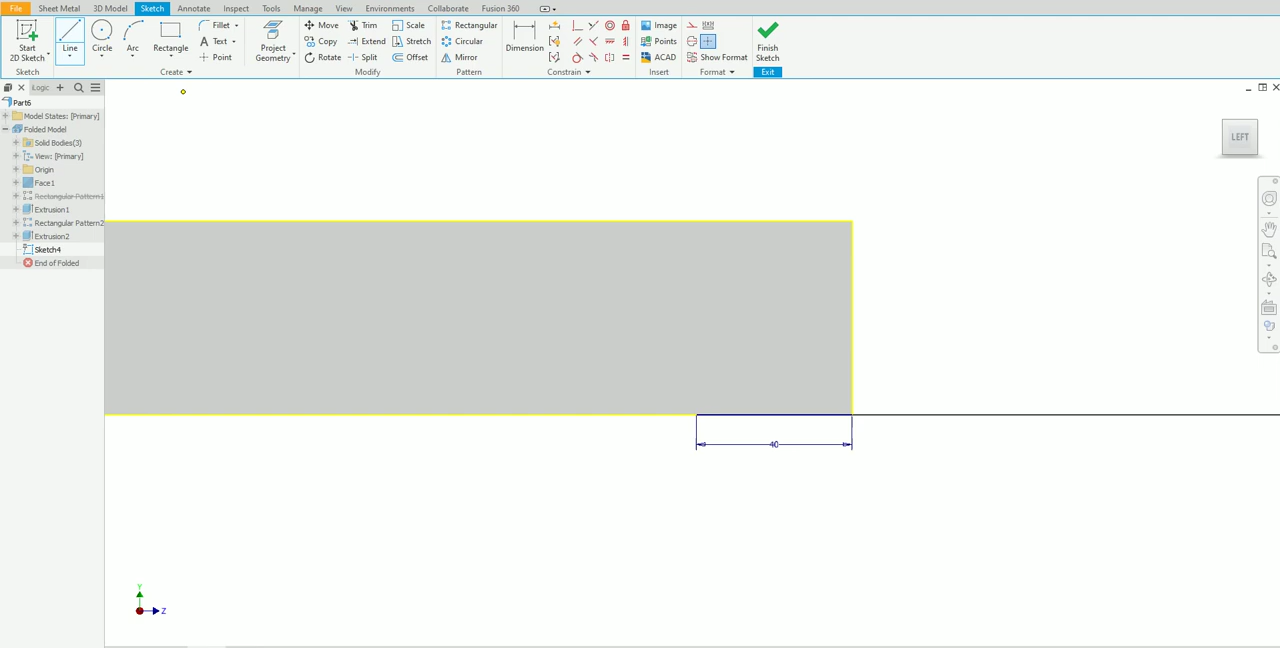 File Sheet Metal 3D Model Sketch Annotate Inspect Tools Manage View Environments Collaborate Fusion 360
Start 2D Sketch
Line
Circle
Arc
Rectangle
Fillet
Text
Point
Project Geometry
Move
Copy
Rotate
Trim
Extend
Split
Scale
Stretch
Offset
Rectangular
Circular
Mirror
Dimension
Image
Points
ACAD
Show Format
Finish Sketch
Sketch Create Modify Pattern Constrain Insert Format Exit
Logic
Part6
Model States: [Primary]
Folded Model
Solid Bodies(3)
View: [Primary]
Origin
Face1
Rectangular Pattern1
Extrusion1
Rectangular Pattern2
Extrusion2
Sketch4
End of Folded
LEFT
40
Y
Z